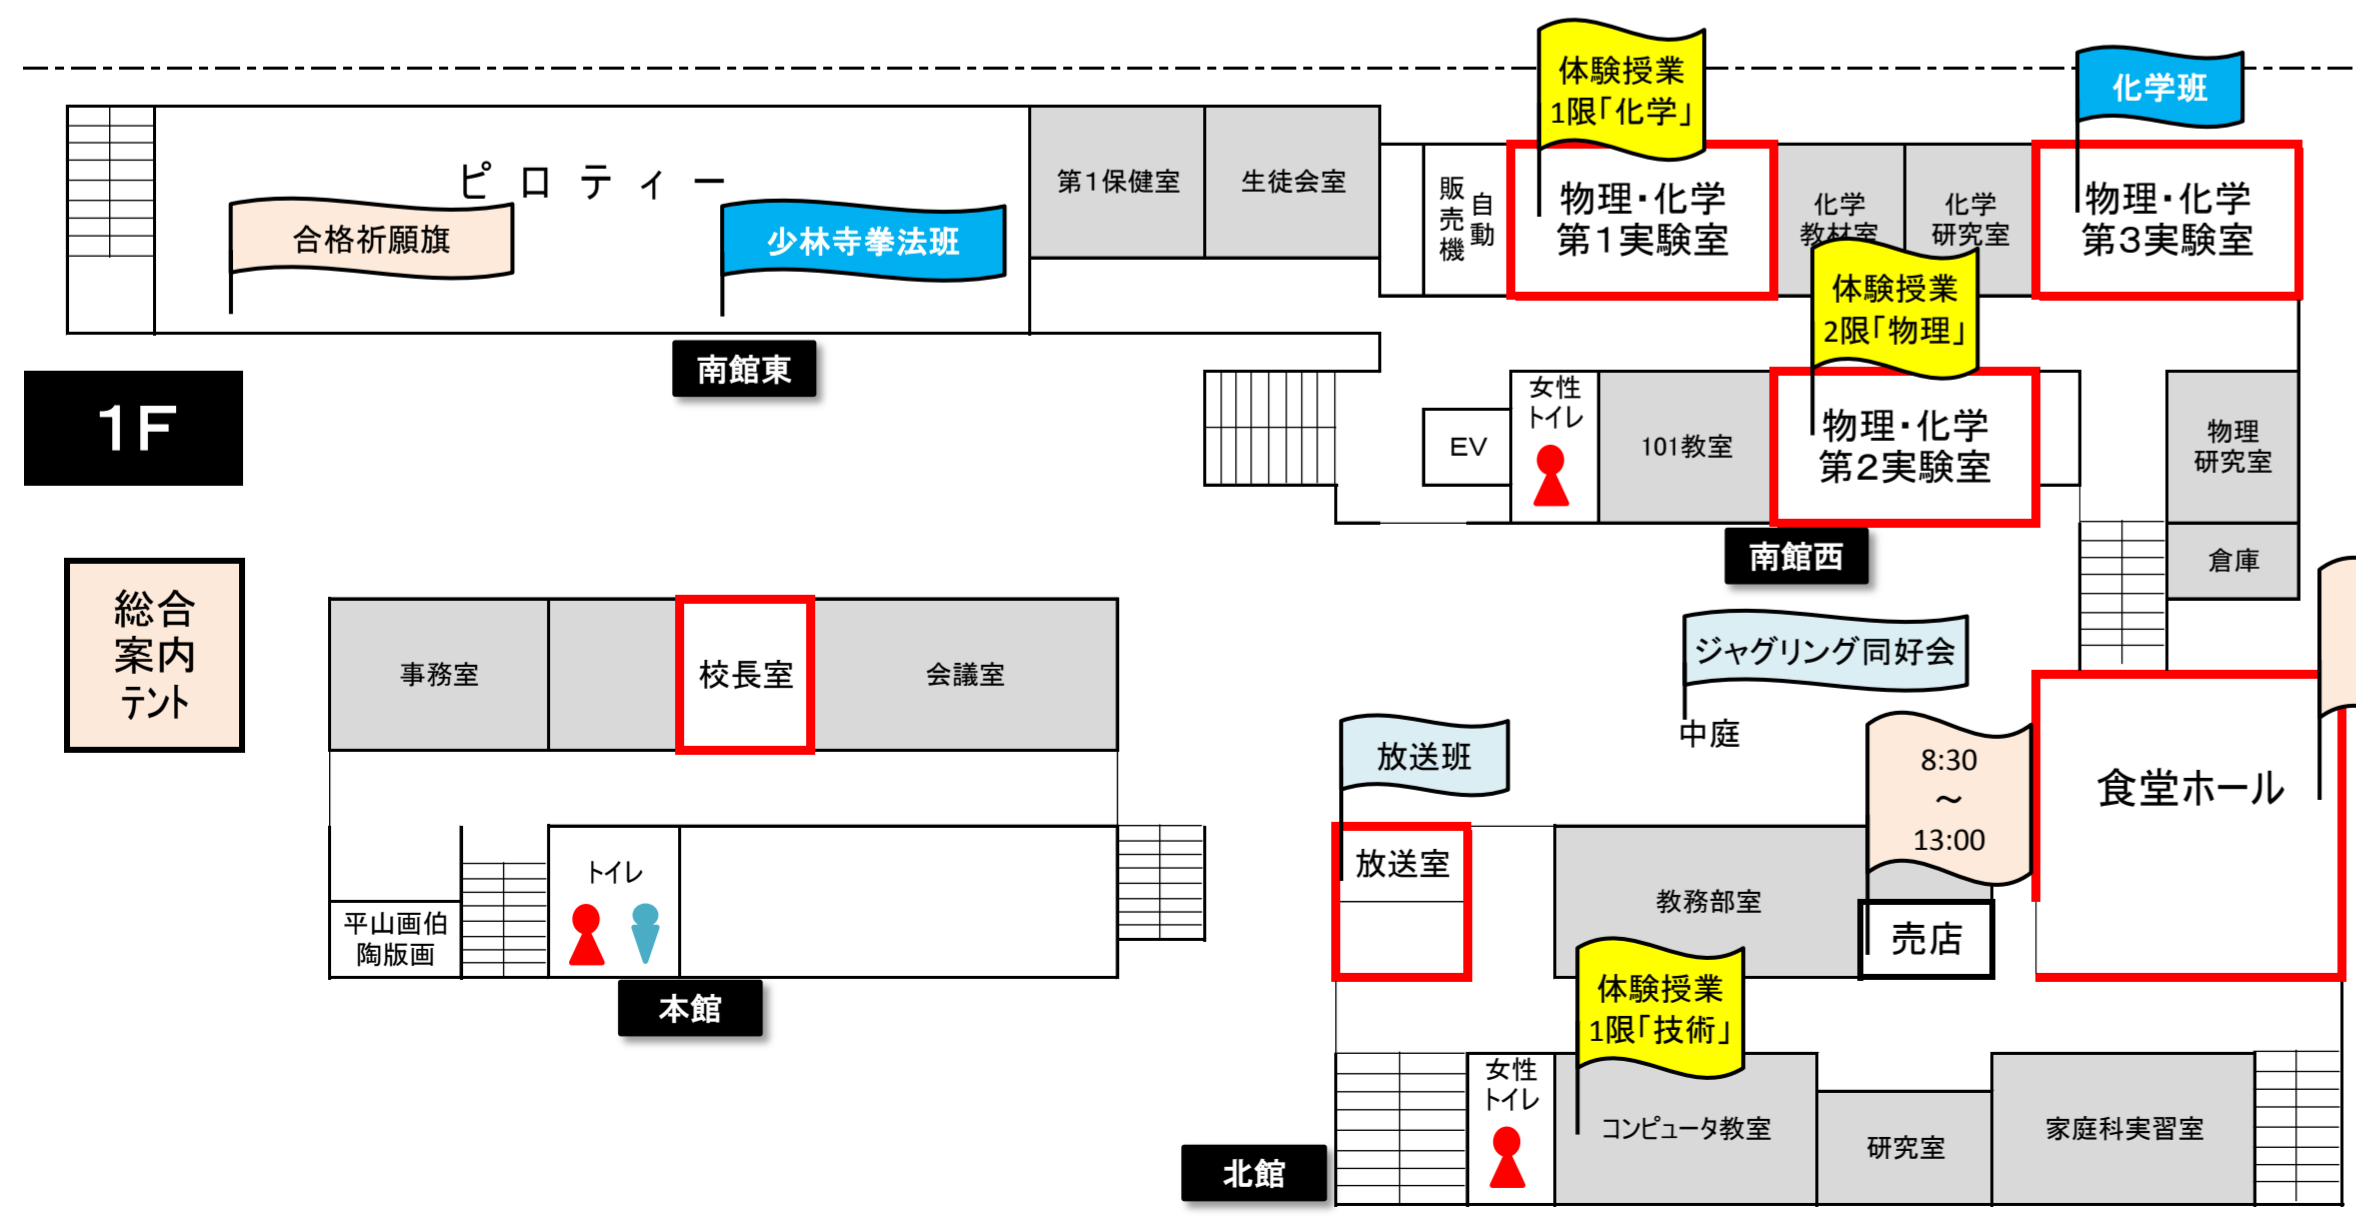 体験授業
1限「化学」
化学班
ピロティー
第1保健室
生徒会室
自動
販売機
物理・化学
第1実験室
化学
教材室
化学
研究室
物理・化学
第3実験室
合格祈願旗
少林寺拳法班
体験授業
2限「物理」
南館東
1F
EV
女性
トイレ
101教室
物理・化学
第2実験室
物理
研究室
南館西
倉庫
総合
案内
テント
事務室
校長室
会議室
ジャグリング同好会
中庭
放送班
8:30
～
13:00
食堂ホール
トイレ
放送室
教務部室
売店
平山画伯
陶版画
本館
体験授業
1限「技術」
女性
トイレ
コンピュータ教室
研究室
家庭科実習室
北館